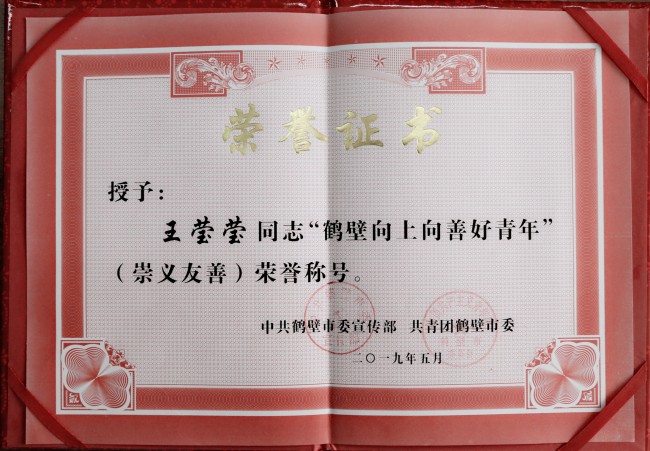 荣誉证书
授予：
王莹莹同志“鹤壁向上向善好青年”
（崇义友善）荣誉称号。
中共鹤壁市委宣传部 共青团鹤壁市委
二〇一九年五月